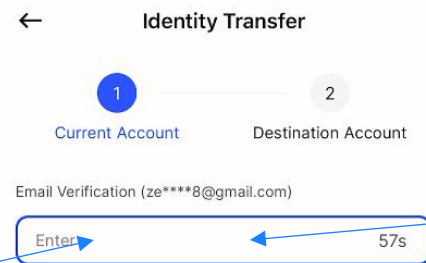 Identity Transfer
1 2
Current Account Destination Account
Email Verification (ze****8@gmail.com)
Enter 57s